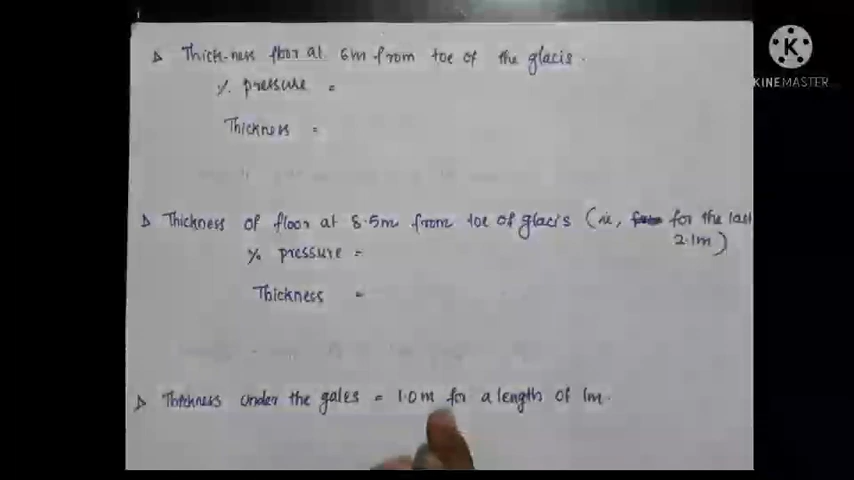 Thick-ness floor at 6m from toe of the glacis.
% pressure =
Thickness =
Thickness of floor at 8.5m from toe of glacis (ie, for the last
2.1m)
% pressure =
Thickness =
Thickness under the gates = 1.0m for a length of 1m.
K
KINEMASTER